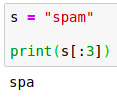 s = "spam"
print(s[:3])
spa